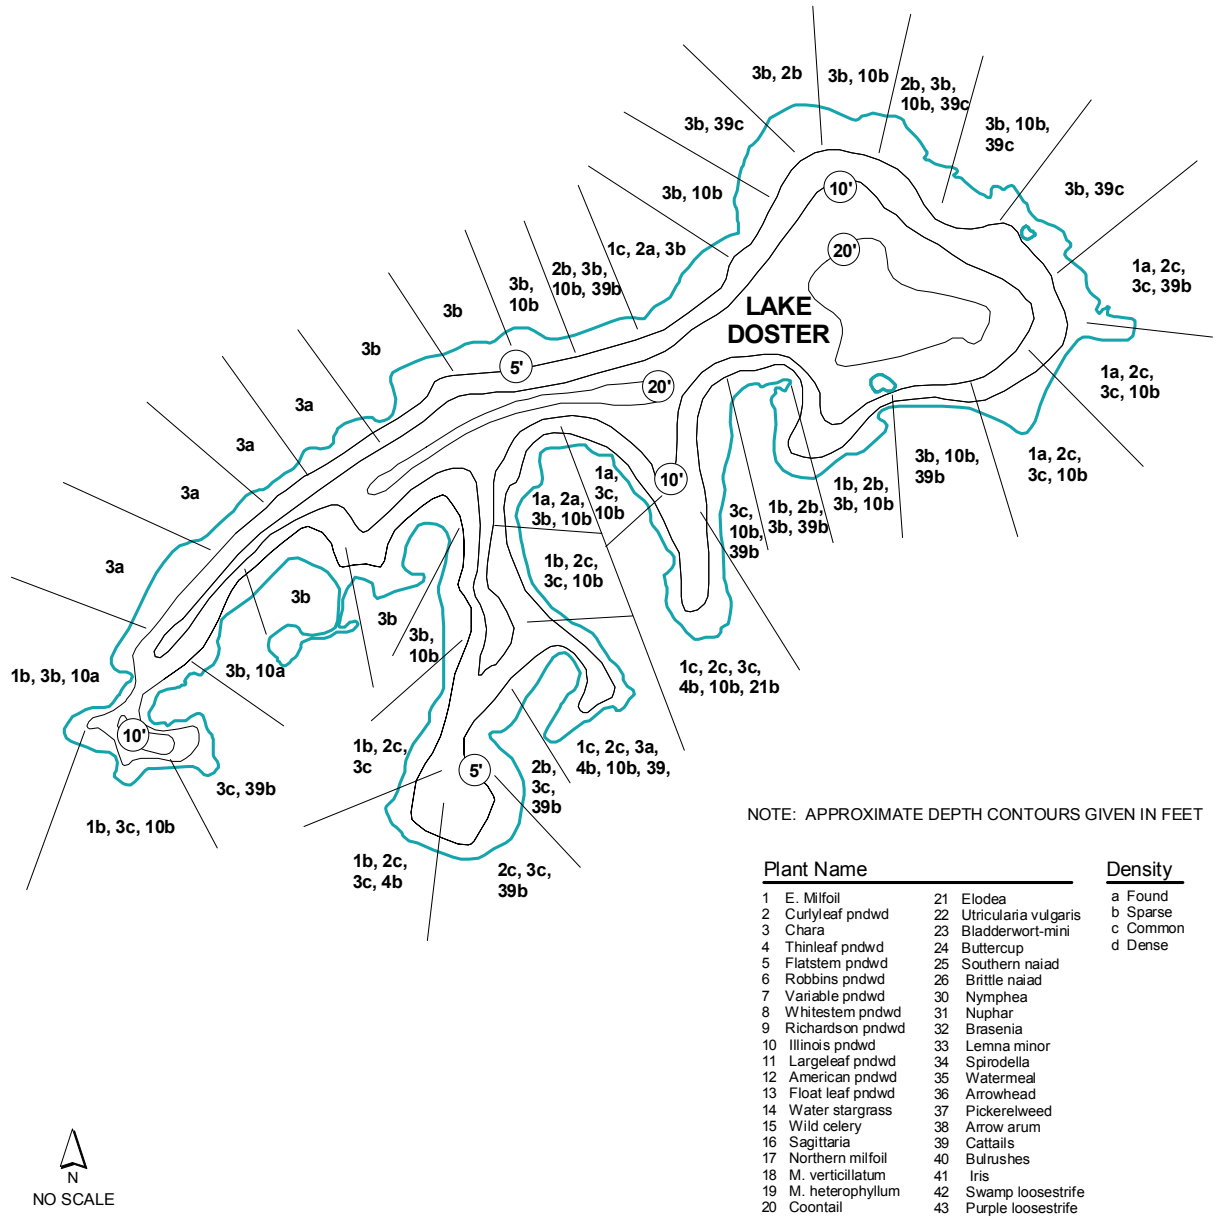 3b, 2b
3b, 10b
2b, 3b,
10b, 39c
3b, 39c
3b, 10b,
39c
3b, 10b
10'
3b, 39c
1c, 2a, 3b
20'
2b, 3b,
10b, 39b
3b,
10b
1a, 2c,
3c, 39b
3b
LAKE
DOSTER
3b
5'
20'
1a, 2c,
3c, 10b
3a
3a
3a
3a
10'
1a,
3c,
10b
1a, 2a,
3b, 10b
3c,
10b,
39b
1b, 2b,
3b, 39b
1b, 2b,
3b, 10b
3b, 10b,
39b
1a, 2c,
3c, 10b
1b, 2c,
3c, 10b
3b
3b
3b,
10b
3b, 10a
1b, 3b, 10a
1c, 2c, 3c,
4b, 10b, 21b
10'
1b, 2c,
3c
5'
2b,
3c,
39b
1c, 2c, 3a,
4b, 10b, 39,
3c, 39b
1b, 3c, 10b
1b, 2c,
3c, 4b
2c, 3c,
39b
NOTE: APPROXIMATE DEPTH CONTOURS GIVEN IN FEET
Plant Name
1 E. Milfoil
2 Curlyleaf pndwd
3 Chara
4 Thinleaf pndwd
5 Flatstem pndwd
6 Robbins pndwd
7 Variable pndwd
8 Whitestem pndwd
9 Richardson pndwd
10 Illinois pndwd
11 Largeleaf pndwd
12 American pndwd
13 Float leaf pndwd
14 Water stargrass
15 Wild celery
16 Sagittaria
17 Northern milfoil
18 M. verticillatum
19 M. heterophyllum
20 Coontail
21 Elodea
22 Utricularia vulgaris
23 Bladderwort-mini
24 Buttercup
25 Southern naiad
26 Brittle naiad
30 Nymphea
31 Nuphar
32 Brasenia
33 Lemna minor
34 Spirodella
35 Watermeal
36 Arrowhead
37 Pickerelweed
38 Arrow arum
39 Cattails
40 Bulrushes
41 Iris
42 Swamp loosestrife
43 Purple loosestrife
Density
a Found
b Sparse
c Common
d Dense
N
NO SCALE